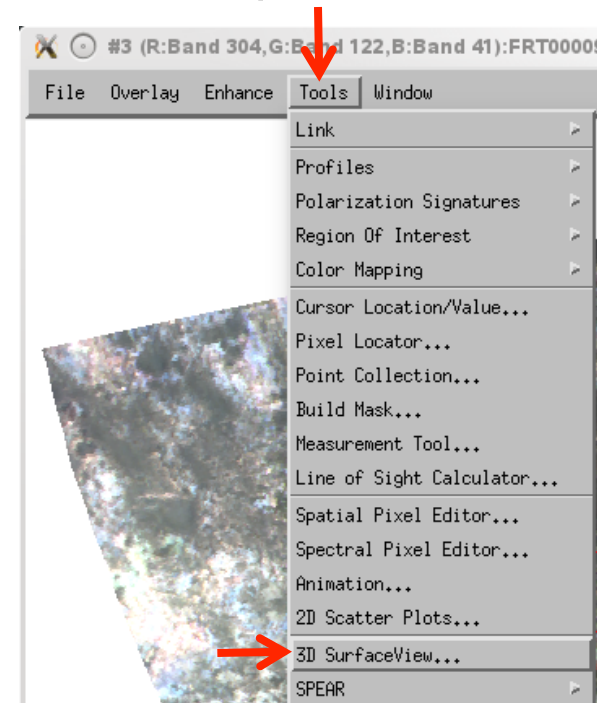 #3 (R:Band 304,G:Band 122,B:Band 41):FRT0000
File Overlay Enhance Tools Window
Link
Profiles
Polarization Signatures
Region Of Interest
Color Mapping
Cursor Location/Value...
Pixel Locator...
Point Collection...
Build Mask...
Measurement Tool...
Line of Sight Calculator...
Spatial Pixel Editor...
Spectral Pixel Editor...
Animation...
2D Scatter Plots...
3D SurfaceView...
SPEAR